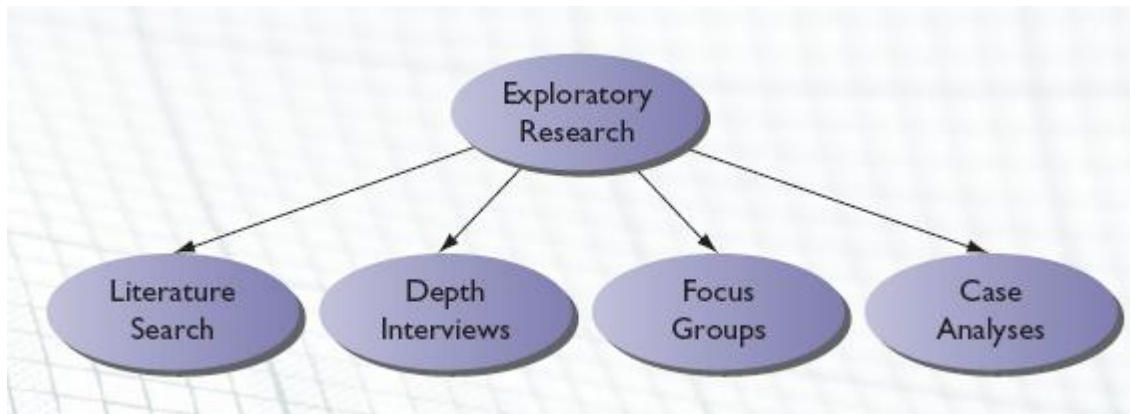 Exploratory
Research
Literature
Search
Depth
Interviews
Focus
Groups
Case
Analyses